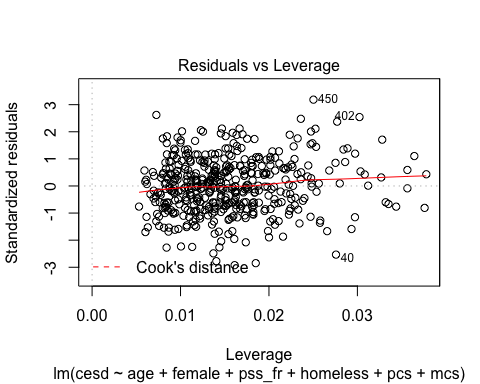 Residuals vs Leverage
Standardized residuals
3
2
1
0
-1
-3
450
402
40
Cook's distance
0.00
0.01
0.02
0.03
Leverage
lm(cesd ~ age + female + pss_fr + homeless + pcs + mcs)